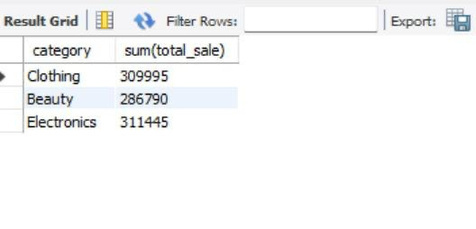 Result Grid Filter Rows: Export:
category sum(total_sale)
Clothing 309995
Beauty 286790
Electronics 311445